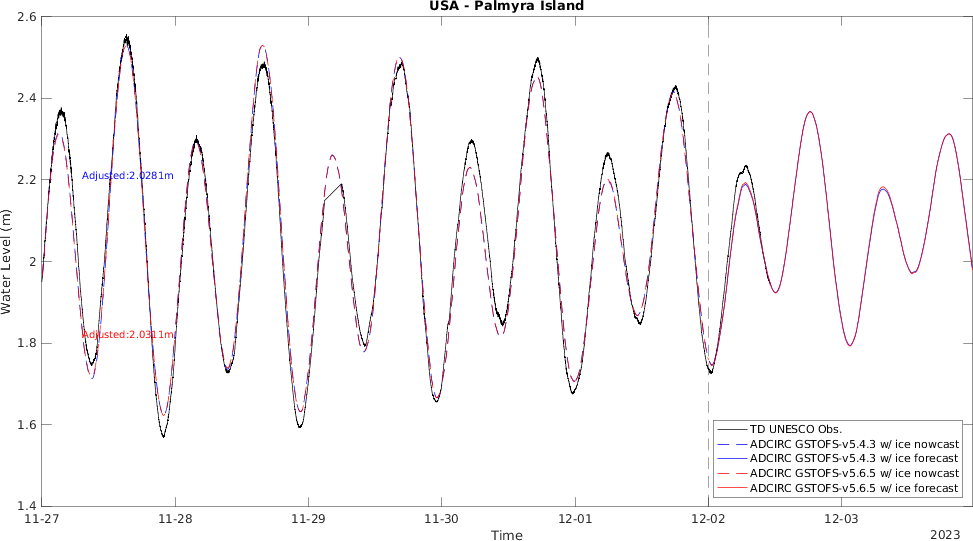 USA - Palmyra Island
2.6
2.4
2.2
2
1.8
1.6
1.4
Water Level (m)
Adjusted:2.0281m
Adjusted:2.0311m
TD UNESCO Obs.
ADCIRC GSTOFS-v5.4.3 w/ ice nowcast
ADCIRC GSTOFS-v5.4.3 w/ ice forecast
ADCIRC GSTOFS-v5.6.5 w/ ice nowcast
ADCIRC GSTOFS-v5.6.5 w/ ice forecast
11-27 11-28 11-29 11-30 12-01 12-02 12-03
Time
2023